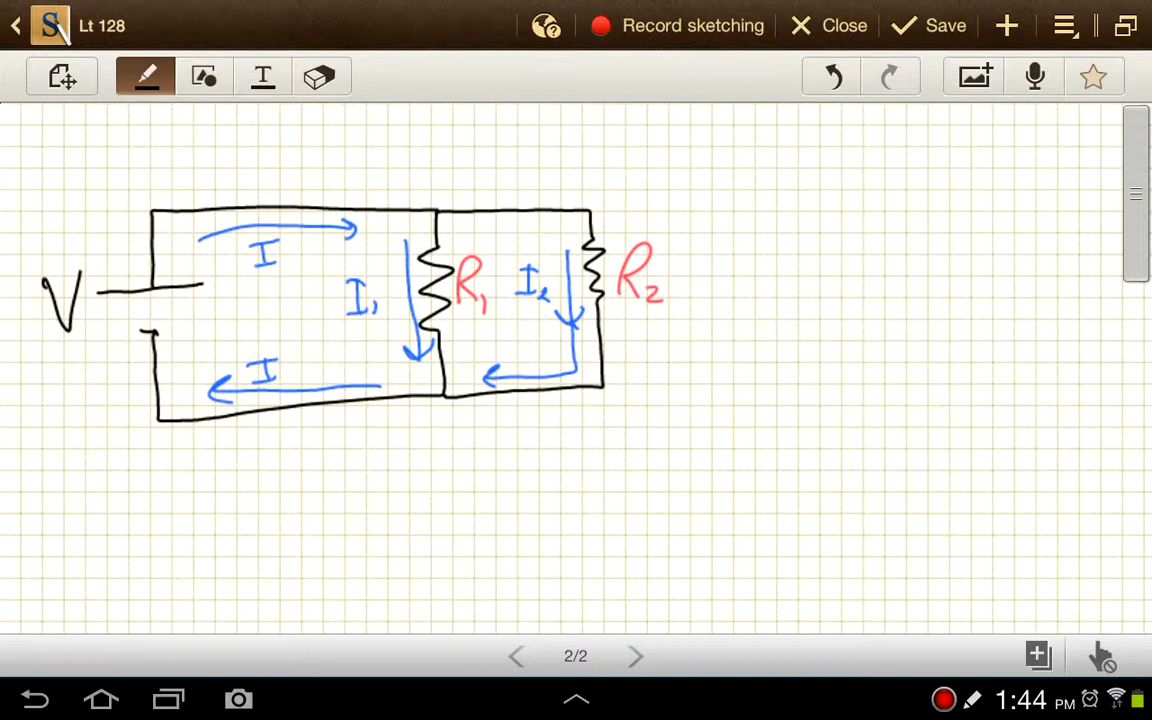 S Lt 128 Record sketching Close Save
T
I
V I₁ R₁ I₂ R₂
I
2/2
1:44 PM